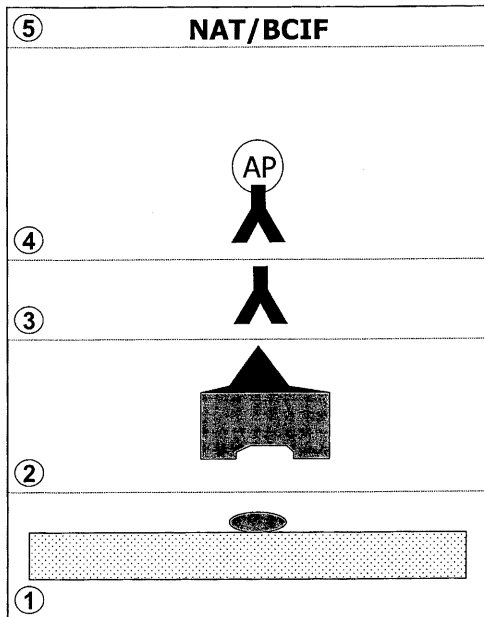 ⑤ NAT/BCIF
AP
④
③
②
①